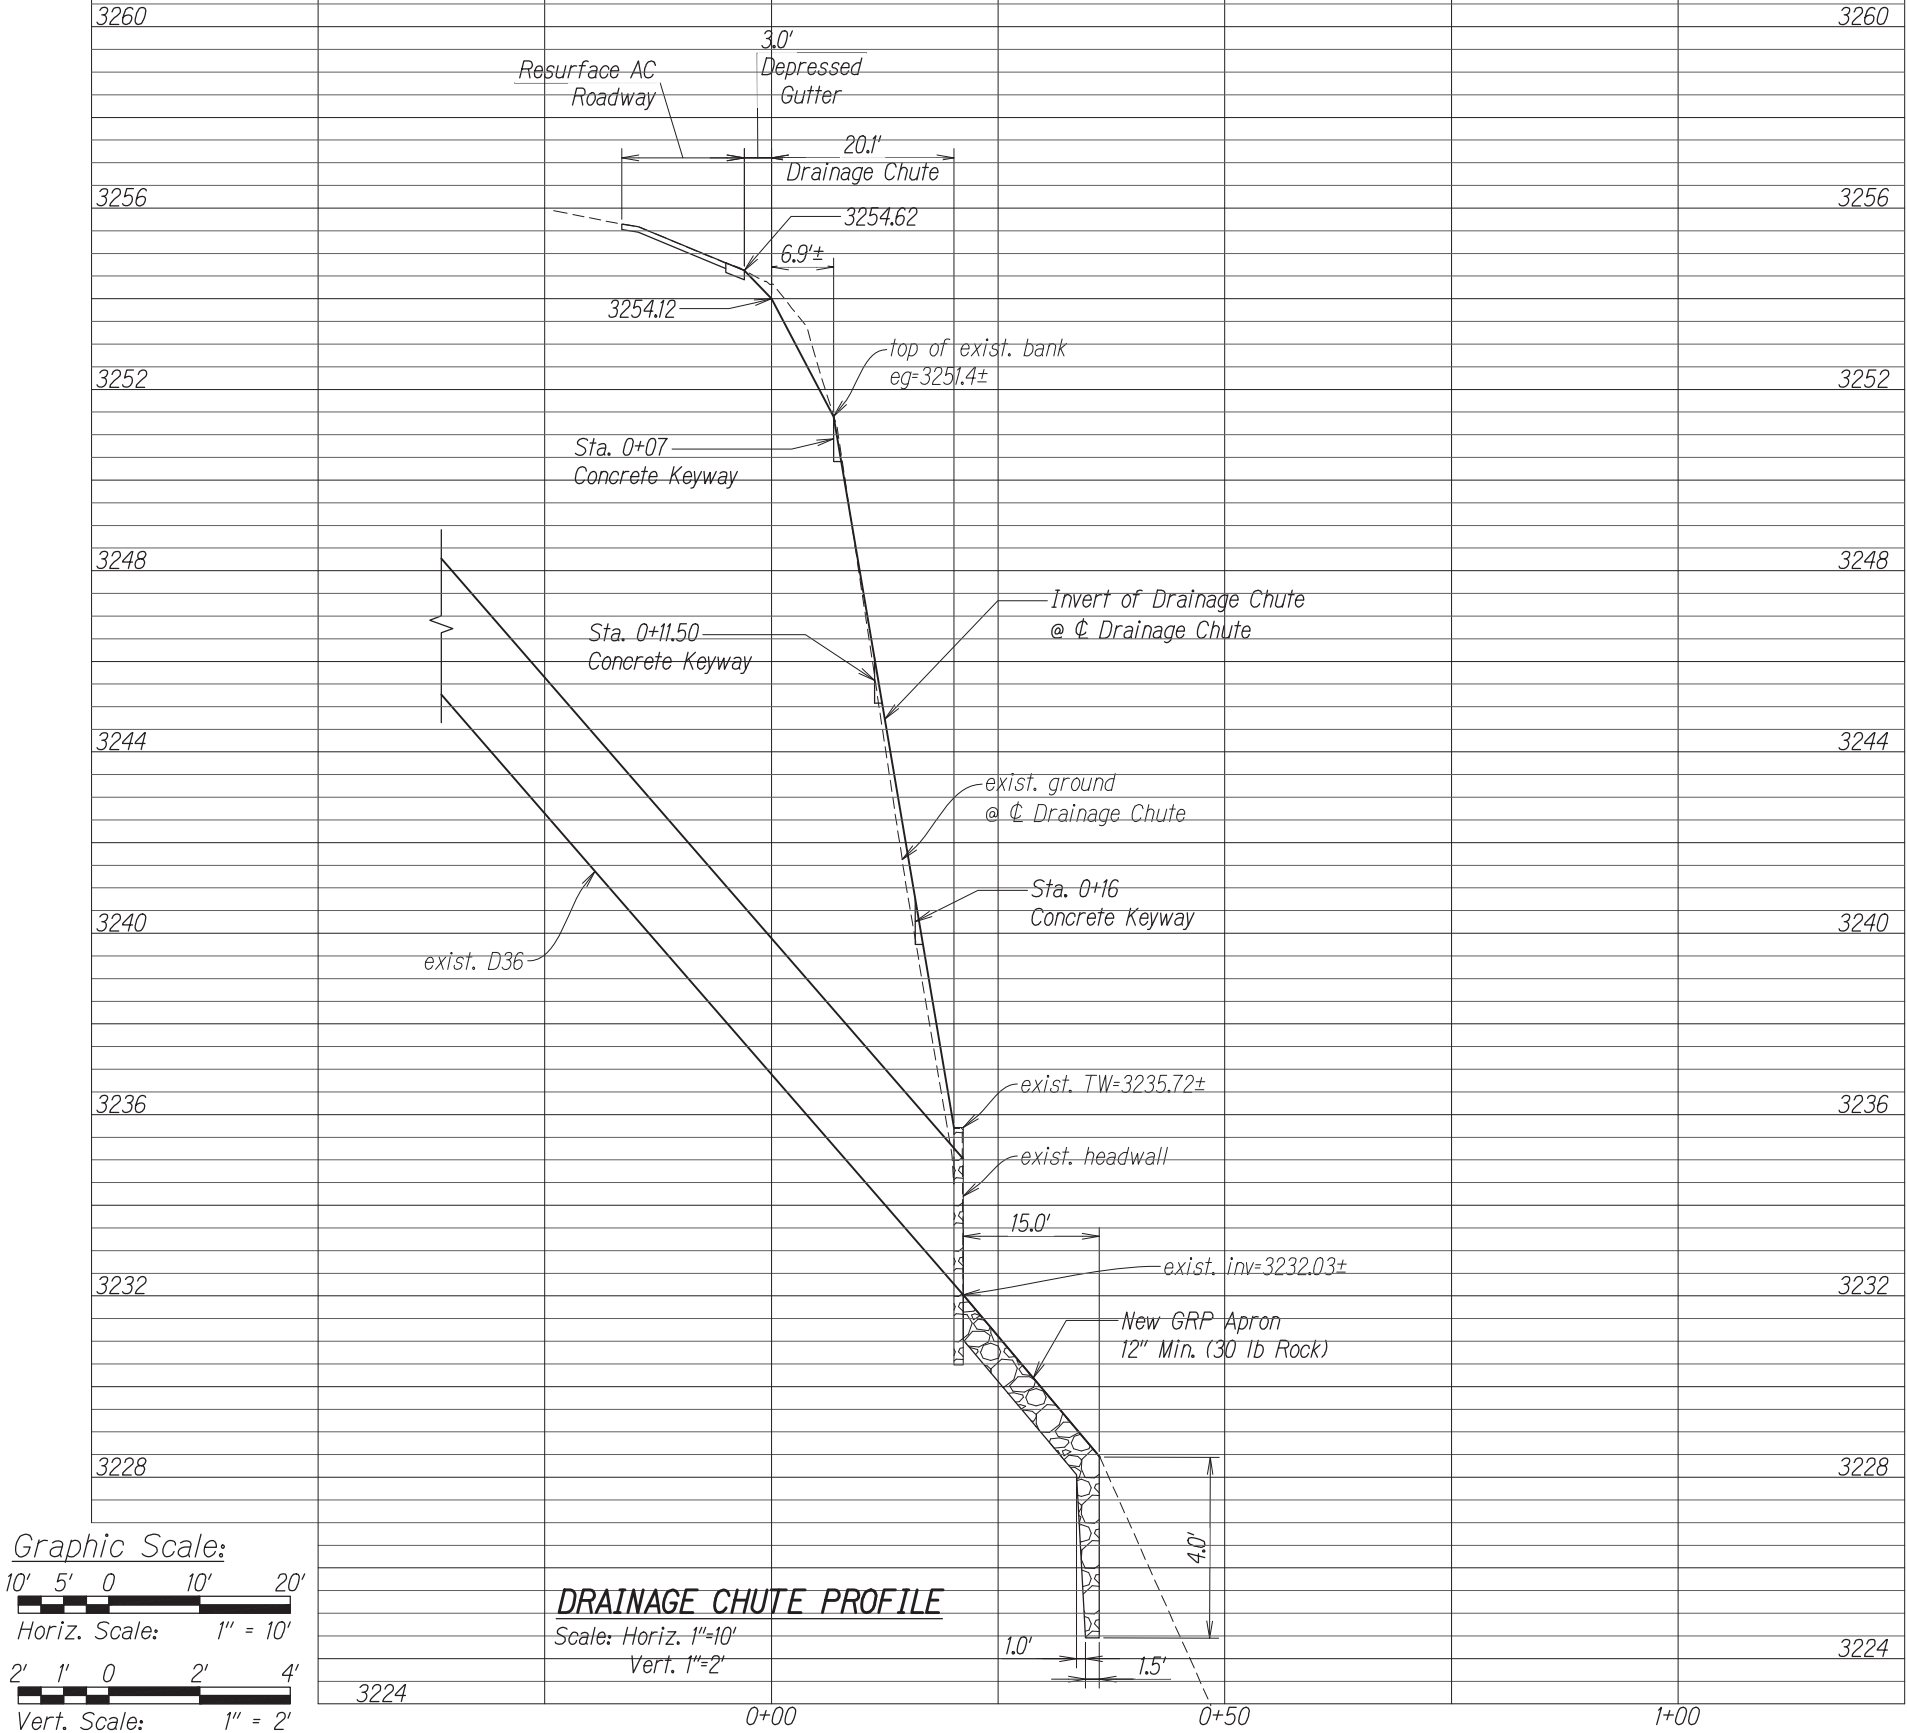 3260
3260
3.0'
Depressed
Gutter
Resurface AC
Roadway
20.1'
Drainage Chute
3256
3256
3254.62
6.9'±
3254.12
top of exist. bank
eg=3251.4±
3252
3252
Sta. 0+07
Concrete Keyway
3248
3248
Invert of Drainage Chute
@ ℄ Drainage Chute
Sta. 0+11.50
Concrete Keyway
3244
3244
exist. ground
@ ℄ Drainage Chute
Sta. 0+16
Concrete Keyway
3240
3240
exist. D36
exist. TW=3235.72±
3236
3236
exist. headwall
15.0'
exist. inv=3232.03±
3232
3232
New GRP Apron
12" Min. (30 lb Rock)
3228
3228
4.0'
Graphic Scale:
10' 5' 0 10' 20'
Horiz. Scale: 1" = 10'
2' 1' 0 2' 4'
Vert. Scale: 1" = 2'
DRAINAGE CHUTE PROFILE
Scale: Horiz. 1"=10'
Vert. 1"=2'
1.0'
1.5'
3224
3224
0+00
0+50
1+00